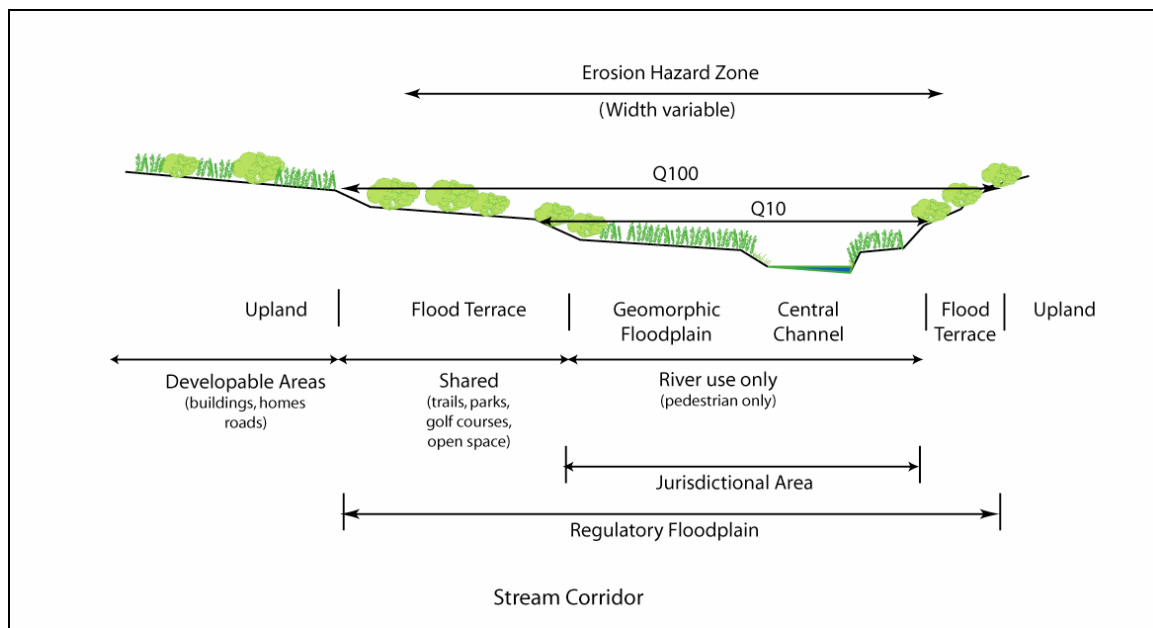 Erosion Hazard Zone
(Width variable)
Q100
Q10
Upland
Flood Terrace
Geomorphic
Floodplain
Central
Channel
Flood
Terrace
Upland
Developable Areas
(buildings, homes
roads)
Shared
(trails, parks,
golf courses,
open space)
River use only
(pedestrian only)
Jurisdictional Area
Regulatory Floodplain
Stream Corridor